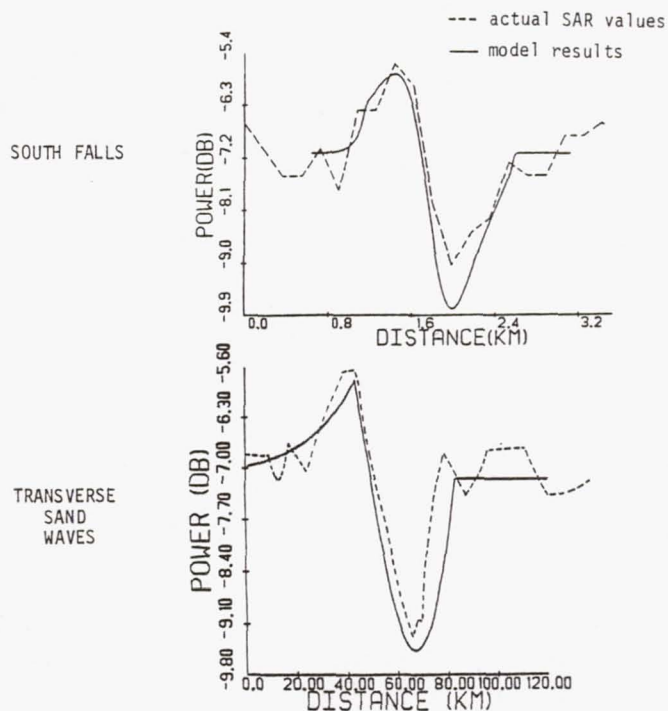 actual SAR values
model results
SOUTH FALLS
POWER(DB)
-5.4
-6.3
-7.2
-8.1
-9.0
-9.9
0.0 0.8 1.6 2.4 3.2
DISTANCE(KM)
TRANSVERSE
SAND
WAVES
POWER (DB)
-5.60
-6.30
-7.00
-7.70
-8.40
-9.10
-9.80
0.0 20.00 40.00 60.00 80.00 100.00 120.00
DISTANCE (KM)